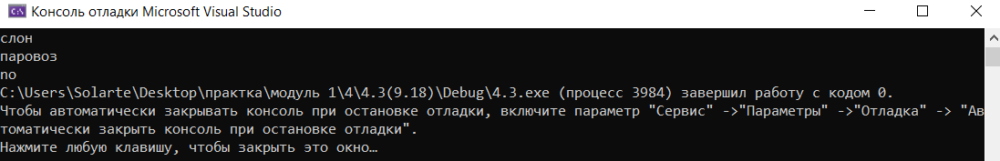 Консоль отладки Microsoft Visual Studio
слон
паровоз
no
C:\Users\Solarte\Desktop\практка\модуль 1\4\4.3(9.18)\Debug\4.3.exe (процесс 3984) завершил работу с кодом 0.
Чтобы автоматически закрывать консоль при остановке отладки, включите параметр "Сервис" ->"Параметры" ->"Отладка" -> "Ав
томатически закрыть консоль при остановке отладки".
Нажмите любую клавишу, чтобы закрыть это окно…